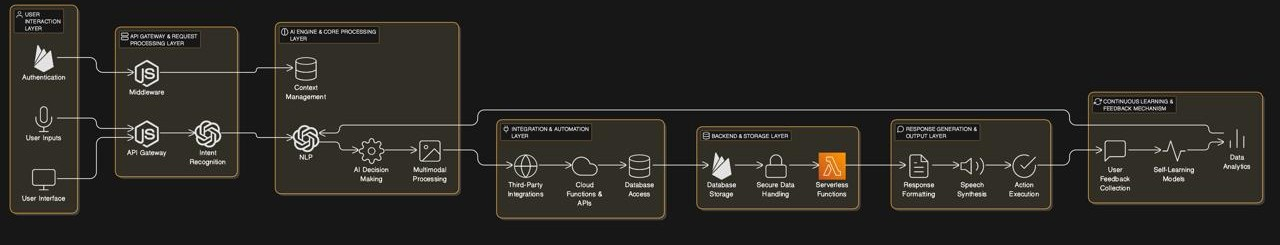 USER
INTERACTION
LAYER
Authentication
User Inputs
User Interface
API GATEWAY & REQUEST
PROCESSING LAYER
Middleware
API Gateway
Intent
Recognition
AI ENGINE & CORE PROCESSING
LAYER
Context
Management
NLP
AI Decision
Making
Multimodal
Processing
INTEGRATION & AUTOMATION
LAYER
Third-Party
Integrations
Cloud
Functions &
APIs
Database
Access
BACKEND & STORAGE LAYER
Database
Storage
Secure Data
Handling
Serverless
Functions
RESPONSE GENERATION &
OUTPUT LAYER
Response
Formatting
Speech
Synthesis
Action
Execution
CONTINUOUS LEARNING &
FEEDBACK MECHANISM
User
Feedback
Collection
Self-Learning
Models
Data
Analytics